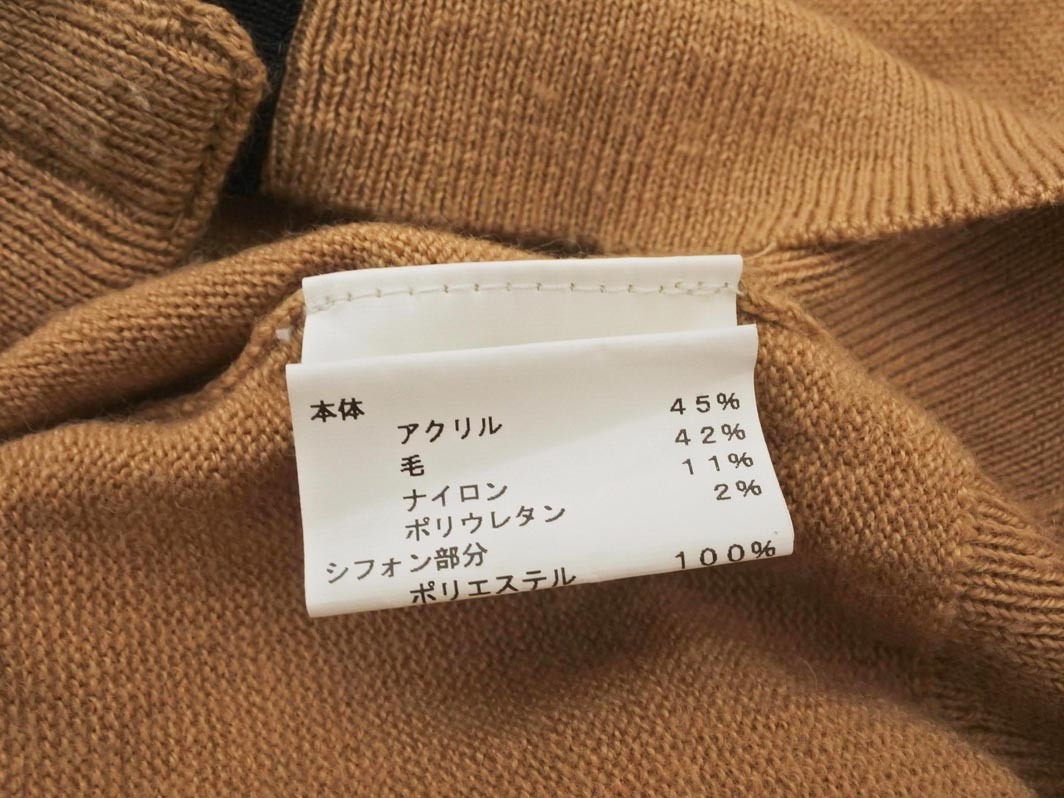 本体
アクリル 45%
毛 42%
ナイロン 11%
ポリウレタン 2%
シフォン部分
ポリエステル 100%